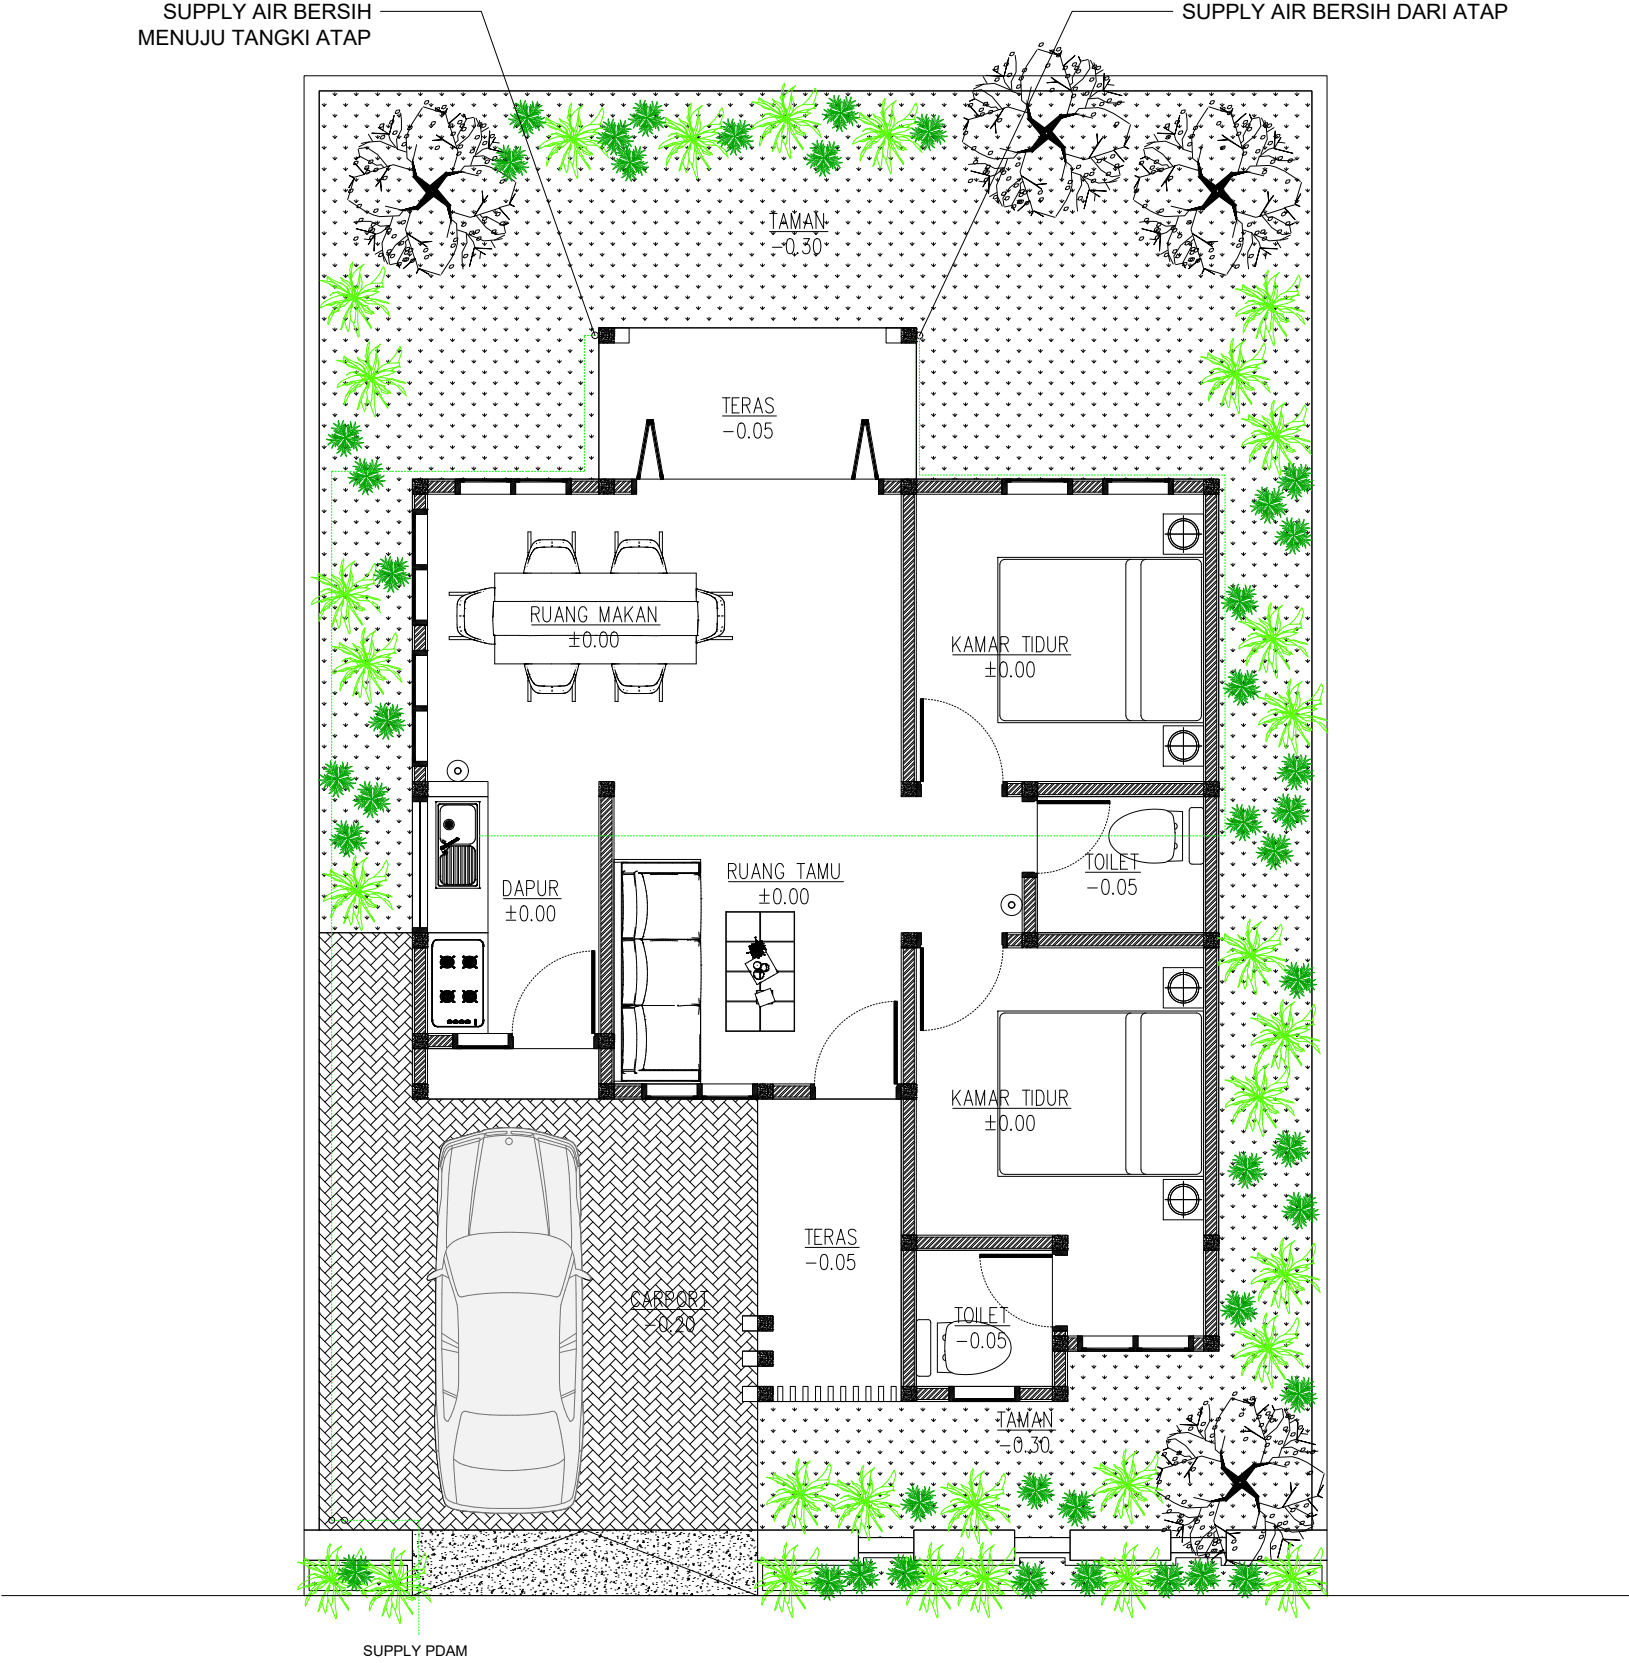 SUPPLY AIR BERSIH
MENUJU TANGKI ATAP
SUPPLY AIR BERSIH DARI ATAP
TAMAN
-0.30
TERAS
-0.05
RUANG MAKAN
±0.00
KAMAR TIDUR
±0.00
DAPUR
±0.00
RUANG TAMU
±0.00
TOILET
-0.05
KAMAR TIDUR
±0.00
TERAS
-0.05
CARPORT
-0.20
TOILET
-0.05
TAMAN
-0.30
SUPPLY PDAM